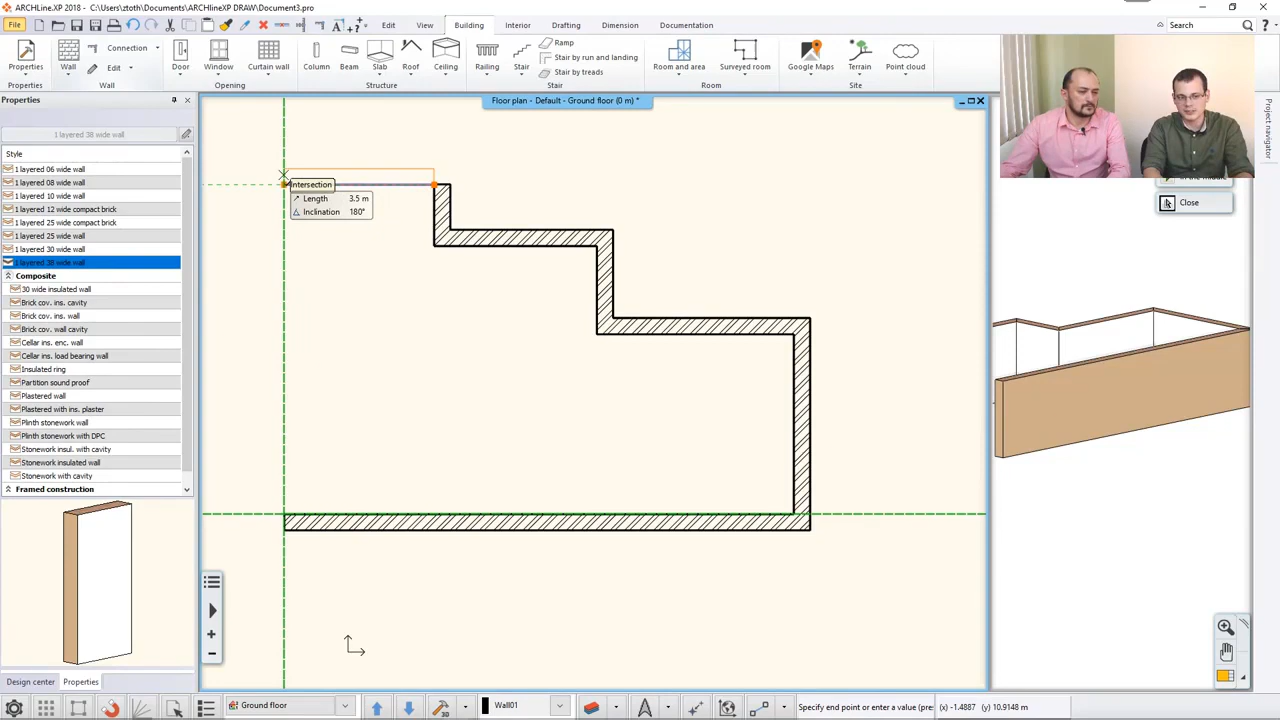 ARCHline.XP 2018 - C:\Users\ztoth\Documents\ARCHlineXP DRAW\Document3.pro
File
Edit
View
Building
Interior
Drafting
Dimension
Documentation
Search
Properties
Wall
Connection
Edit
Door
Window
Curtain wall
Column
Beam
Slab
Roof
Ceiling
Railing
Stair
Ramp
Stair by run and landing
Stair by treads
Room and area
Surveyed room
Google Maps
Terrain
Point cloud
Properties
Wall
Opening
Structure
Stair
Room
Site
Properties
Floor plan - Default - Ground floor (0 m) *
Project navigator
1 layered 38 wide wall
Style
1 layered 06 wide wall
1 layered 08 wide wall
1 layered 10 wide wall
1 layered 12 wide compact brick
1 layered 25 wide compact brick
1 layered 25 wide wall
1 layered 30 wide wall
1 layered 38 wide wall
Composite
30 wide insulated wall
Brick cov. ins. cavity
Brick cov. ins. wall
Brick cov. wall cavity
Cellar ins. enc. wall
Cellar ins. load bearing wall
Insulated ring
Partition sound proof
Plastered wall
Plastered with ins. plaster
Plinth stonework wall
Plinth stonework with DPC
Stonework insul. with cavity
Stonework insulated wall
Stonework with cavity
Framed construction
Intersection
Length 3.5 m
Inclination 180°
Close
Design center
Properties
Ground floor
Wall01
Specify end point or enter a value (pre
(x) -1.4887 (y) 10.9148 m